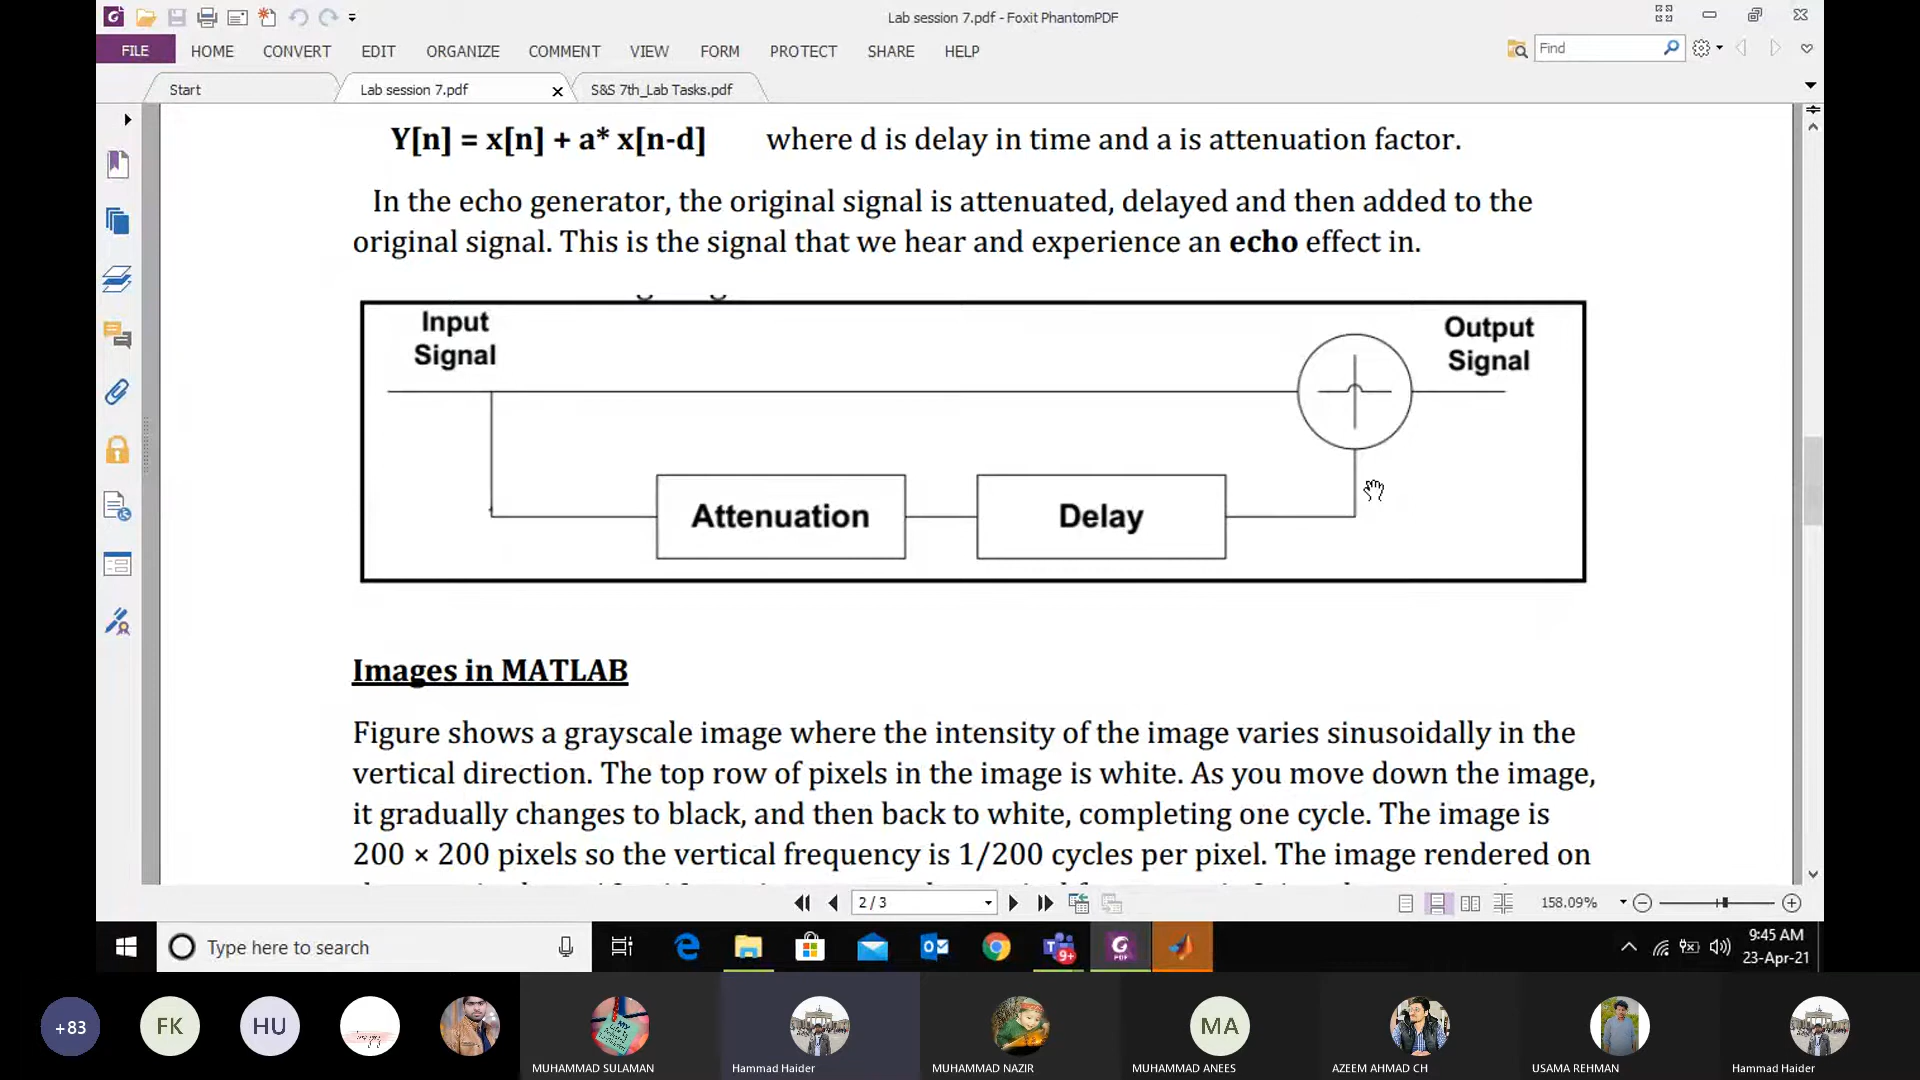 Lab session 7.pdf - Foxit PhantomPDF
FILE HOME CONVERT EDIT ORGANIZE COMMENT VIEW FORM PROTECT SHARE HELP
Find
Start Lab session 7.pdf S&S 7th_Lab Tasks.pdf
Y[n] = x[n] + a* x[n-d] where d is delay in time and a is attenuation factor.
In the echo generator, the original signal is attenuated, delayed and then added to the
original signal. This is the signal that we hear and experience an echo effect in.
Input
Signal
Output
Signal
Attenuation
Delay
Images in MATLAB
Figure shows a grayscale image where the intensity of the image varies sinusoidally in the
vertical direction. The top row of pixels in the image is white. As you move down the image,
it gradually changes to black, and then back to white, completing one cycle. The image is
200 × 200 pixels so the vertical frequency is 1/200 cycles per pixel. The image rendered on
2 / 3
158.09%
Type here to search
9+
PDF
9:45 AM
23-Apr-21
+83
FK
HU
MA
MUHAMMAD SULAMAN
Hammad Haider
MUHAMMAD NAZIR
MUHAMMAD ANEES
AZEEM AHMAD CH
USAMA REHMAN
Hammad Haider